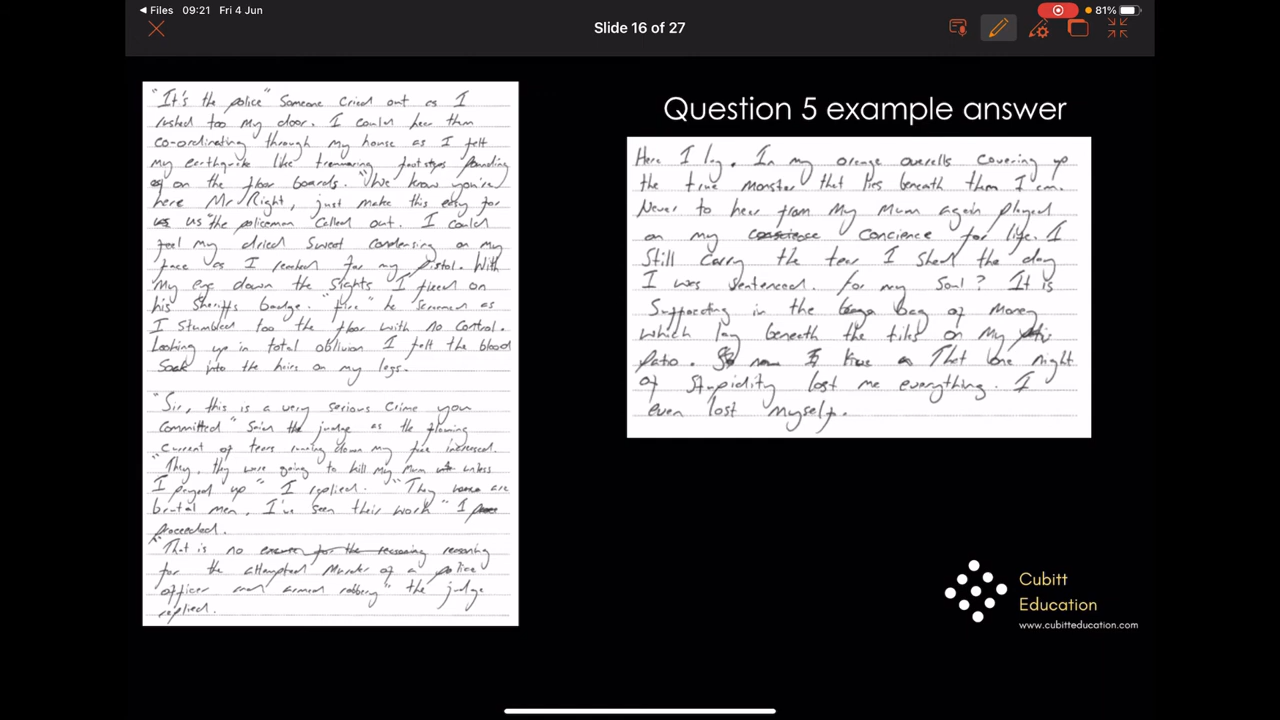 Files 09:21 Fri 4 Jun
81%
Slide 16 of 27
"It's the police" Someone cried out as I
rushed too my door. I could hear them
co-ordinating through my house as I felt
my earthquake like tremmoring footsteps pounding
on the floor boards. "We know you're
here Mr Right, just make this easy for
us" the policeman called out. I could
feel my dried sweat condensing on my
face as I reached for my pistol. With
my eye down the sights I fixed on
his Sheriffs badge. "fire" he screamed as
I stumbled too the floor with no control.
Looking up in total oblivion I felt the blood
soak into the hairs on my legs.
"Sir, this is a very serious crime you
committed" Said the judge as the flowing
current of tears running down my face increased.
"They, they were going to kill my mum unless
I payed up" I replied. "They are
brutal men, I've seen their work" I
proceeded.
"That is no reasoning
for the attempted Murder of a police
officer and armed robbery" the judge
replied.
Question 5 example answer
Here I lay. In my orange overalls covering up
the true monster that lies beneath them I am.
Never to hear from my Mum again played
on my concience for life. I
Still carry the tear I shed the day
I was sentenced. for my Soul? It is
Suffocating in the bag of money
which lay beneath the tiles on my
patio. That one night
of stupidity lost me everything. I
even lost myself.
Cubitt
Education
www.cubitteducation.com